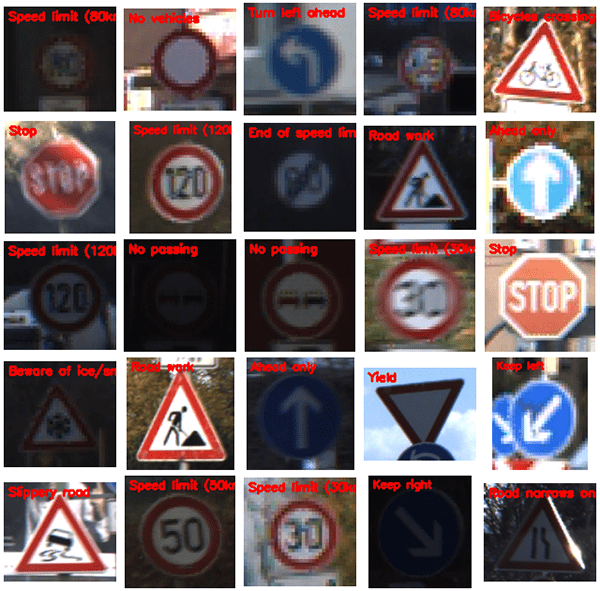 Speed limit (80k
No vehicles
Turn left ahead
Speed limit (80k
Bicycles crossing
Stop
STOP
Speed limit (120
120
End of speed lim
Road work
Ahead only
Speed limit (120
120
No passing
No passing
Speed limit (30k
30
Stop
STOP
Beware of ice/sn
Road work
Ahead only
Yield
Keep left
Slippery road
Speed limit (50k
50
Speed limit (30k
30
Keep right
Road narrows on